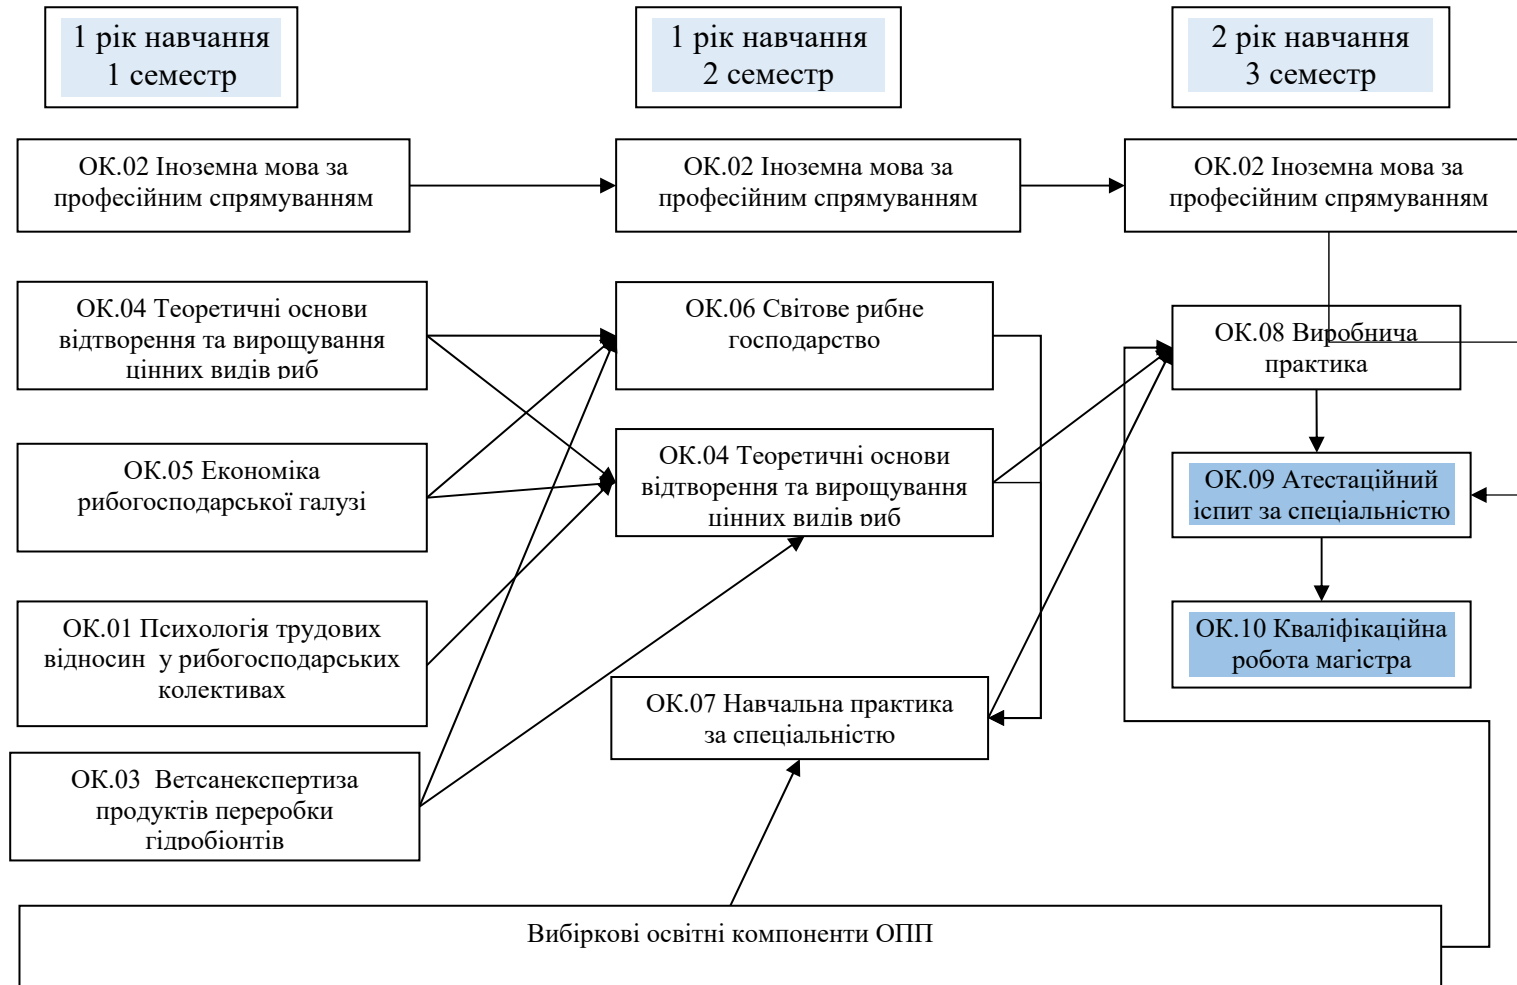 1 рік навчання
1 семестр
1 рік навчання
2 семестр
2 рік навчання
3 семестр
ОК.02 Іноземна мова за
професійним спрямуванням
ОК.02 Іноземна мова за
професійним спрямуванням
ОК.02 Іноземна мова за
професійним спрямуванням
ОК.04 Теоретичні основи
відтворення та вирощування
цінних видів риб
ОК.06 Світове рибне
господарство
ОК.08 Виробнича
практика
ОК.05 Економіка
рибогосподарської галузі
ОК.04 Теоретичні основи
відтворення та вирощування
цінних видів риб
ОК.09 Атестаційний
іспит за спеціальністю
ОК.01 Психологія трудових
відносин у рибогосподарських
колективах
ОК.10 Кваліфікаційна
робота магістра
ОК.07 Навчальна практика
за спеціальністю
ОК.03 Ветсанекспертиза
продуктів переробки
гідробіонтів
Вибіркові освітні компоненти ОПП